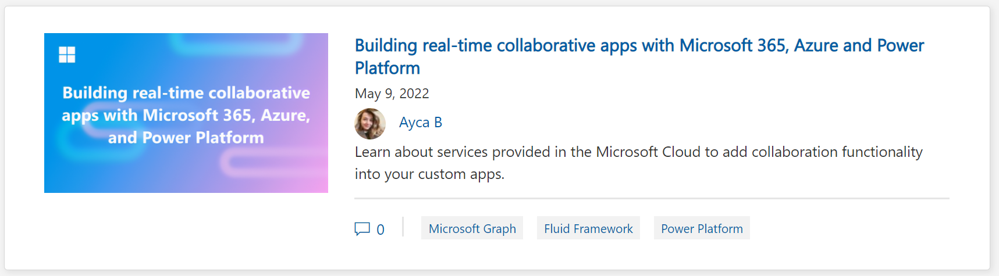 Building real-time collaborative
apps with Microsoft 365, Azure,
and Power Platform
Building real-time collaborative apps with Microsoft 365, Azure and Power
Platform
May 9, 2022
Ayca B
Learn about services provided in the Microsoft Cloud to add collaboration functionality
into your custom apps.
0
Microsoft Graph
Fluid Framework
Power Platform